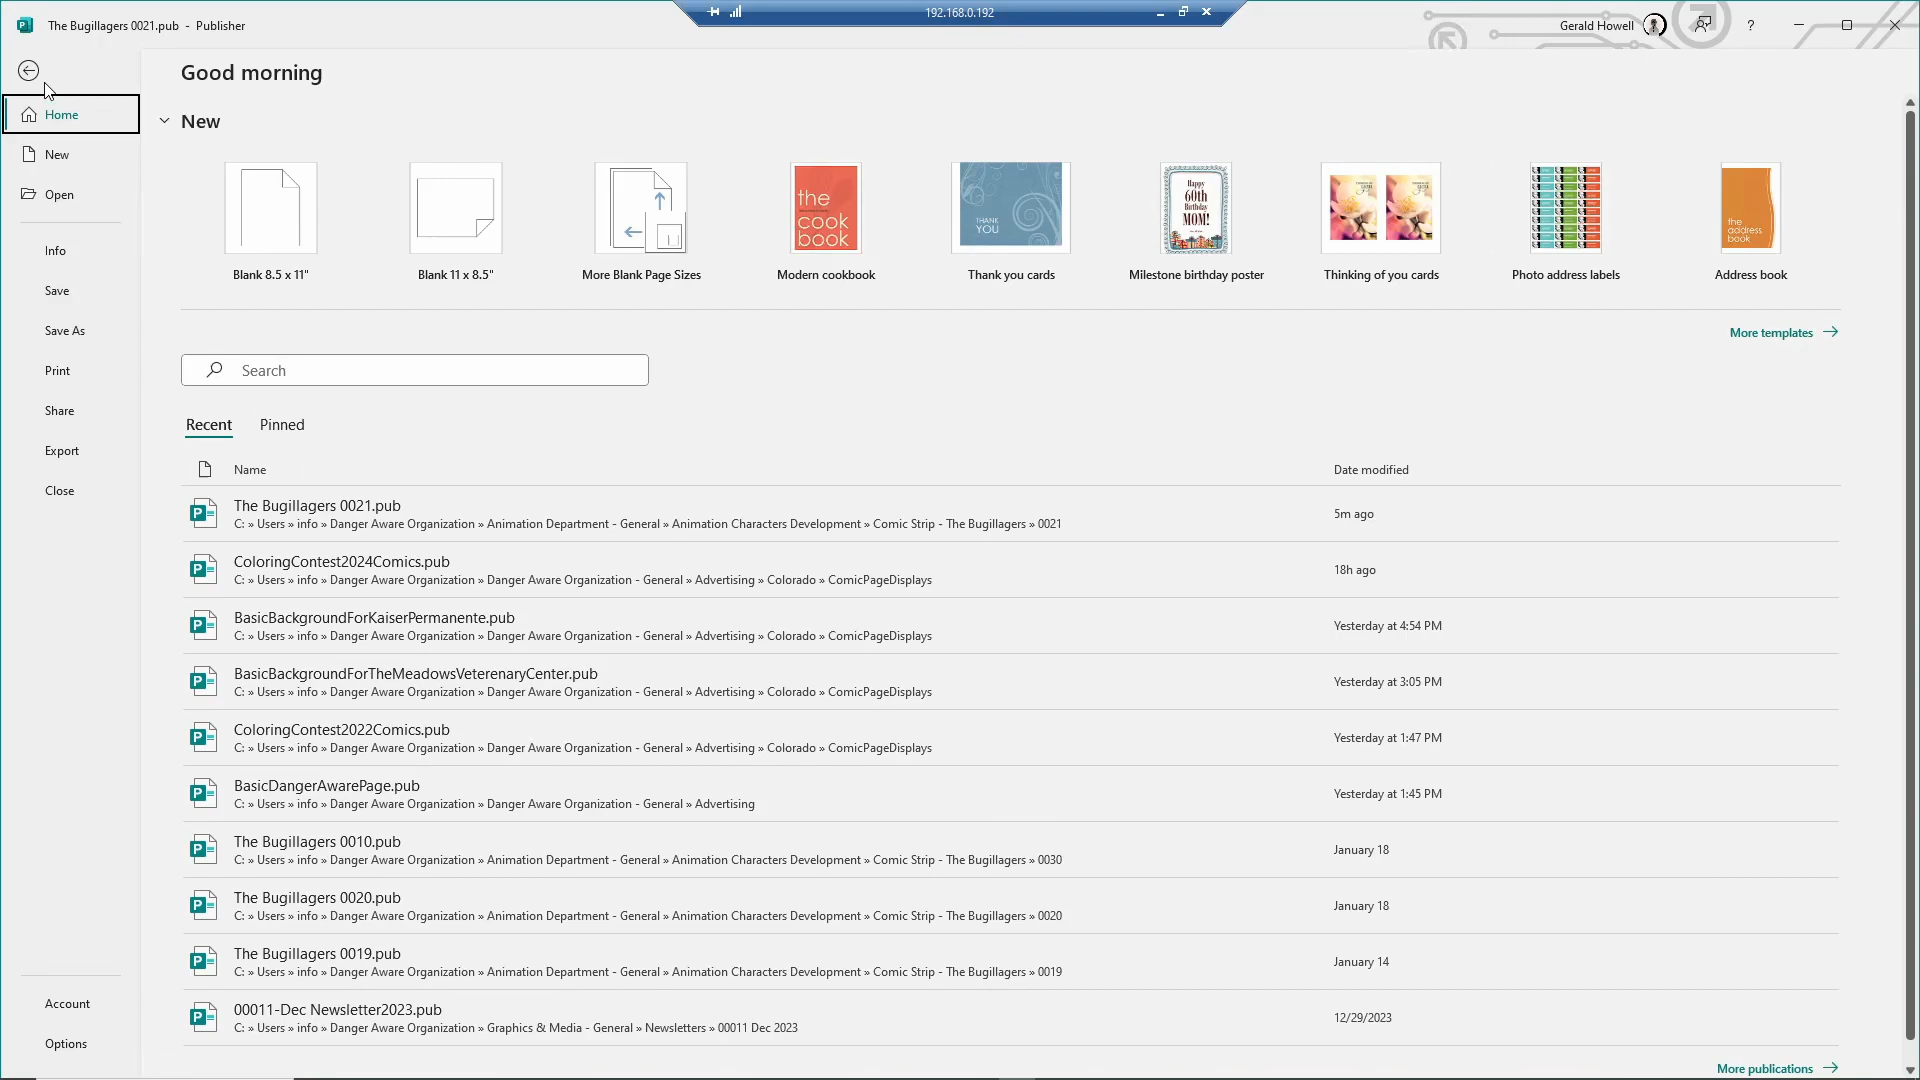 The Bugillagers 0021.pub - Publisher
192.168.0.192
Gerald Howell
?
Home
New
Open
Info
Save
Save As
Print
Share
Export
Close
Account
Options
Good morning
New
the
cook
book
THANK
YOU
Happy
60th
Birthday
MOM!
the
address
book
Blank 8.5 x 11"
Blank 11 x 8.5"
More Blank Page Sizes
Modern cookbook
Thank you cards
Milestone birthday poster
Thinking of you cards
Photo address labels
Address book
More templates
Search
Recent
Pinned
Name
Date modified
The Bugillagers 0021.pub
C: » Users » info » Danger Aware Organization » Animation Department - General » Animation Characters Development » Comic Strip - The Bugillagers » 0021
5m ago
ColoringContest2024Comics.pub
C: » Users » info » Danger Aware Organization » Danger Aware Organization - General » Advertising » Colorado » ComicPageDisplays
18h ago
BasicBackgroundForKaiserPermanente.pub
C: » Users » info » Danger Aware Organization » Danger Aware Organization - General » Advertising » Colorado » ComicPageDisplays
Yesterday at 4:54 PM
BasicBackgroundForTheMeadowsVeterenaryCenter.pub
C: » Users » info » Danger Aware Organization » Danger Aware Organization - General » Advertising » Colorado » ComicPageDisplays
Yesterday at 3:05 PM
ColoringContest2022Comics.pub
C: » Users » info » Danger Aware Organization » Danger Aware Organization - General » Advertising » Colorado » ComicPageDisplays
Yesterday at 1:47 PM
BasicDangerAwarePage.pub
C: » Users » info » Danger Aware Organization » Danger Aware Organization - General » Advertising
Yesterday at 1:45 PM
The Bugillagers 0010.pub
C: » Users » info » Danger Aware Organization » Animation Department - General » Animation Characters Development » Comic Strip - The Bugillagers » 0030
January 18
The Bugillagers 0020.pub
C: » Users » info » Danger Aware Organization » Animation Department - General » Animation Characters Development » Comic Strip - The Bugillagers » 0020
January 18
The Bugillagers 0019.pub
C: » Users » info » Danger Aware Organization » Animation Department - General » Animation Characters Development » Comic Strip - The Bugillagers » 0019
January 14
00011-Dec Newsletter2023.pub
C: » Users » info » Danger Aware Organization » Graphics & Media - General » Newsletters » 00011 Dec 2023
12/29/2023
More publications